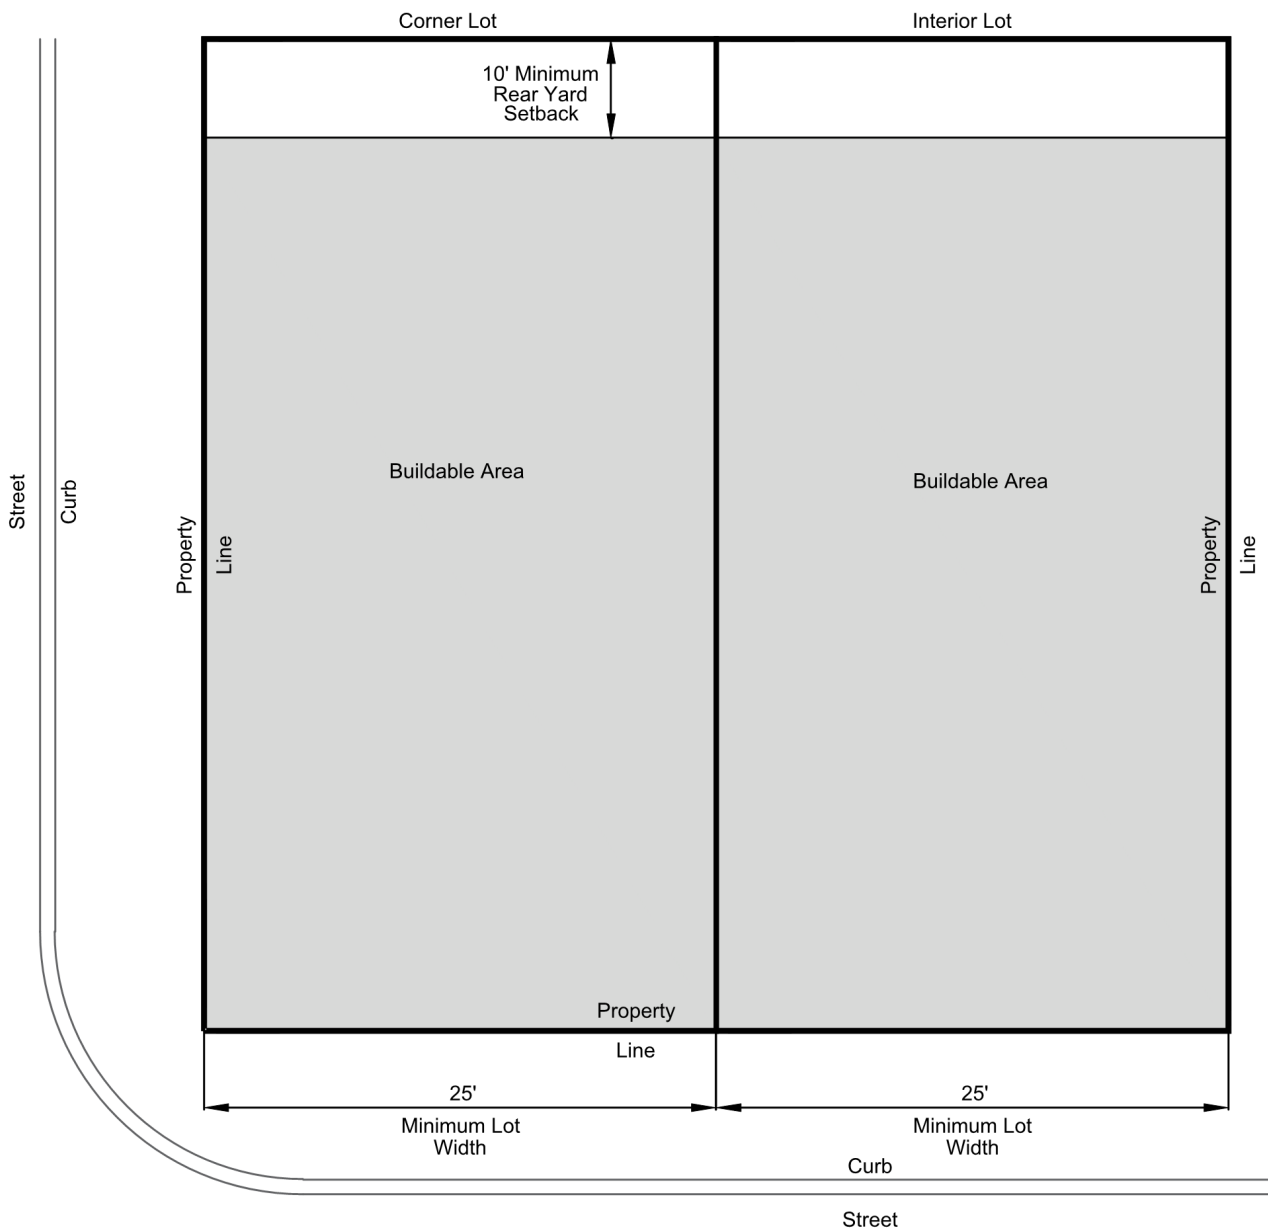 Corner Lot
Interior Lot
10' Minimum
Rear Yard
Setback
Buildable Area
Buildable Area
Street
Curb
Property
Line
Property
Line
Property
Line
25'
25'
Minimum Lot
Width
Minimum Lot
Width
Curb
Street